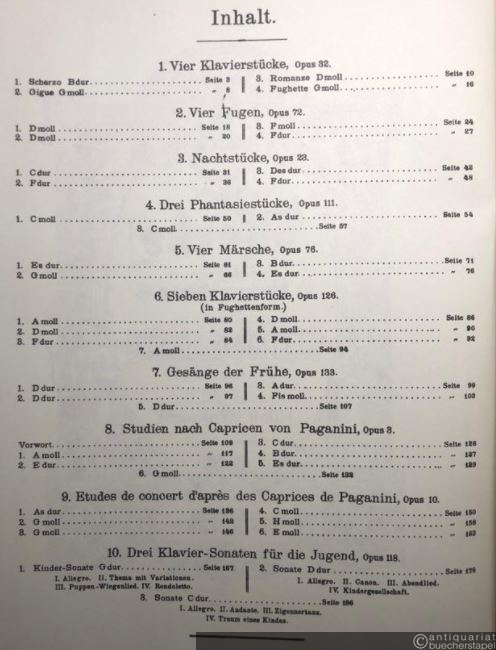 Inhalt.
1. Vier Klavierstücke, Opus 32.
1. Scherzo B dur Seite 3
2. Gigue G moll „ 8
3. Romanze D moll Seite 10
4. Fughette G moll „ 16
2. Vier Fugen, Opus 72.
1. D moll Seite 18
2. D moll „ 20
3. F moll Seite 24
4. F dur „ 27
3. Nachtstücke, Opus 23.
1. C dur Seite 31
2. F dur „ 36
3. Des dur Seite 42
4. F dur „ 48
4. Drei Phantasiestücke, Opus 111.
1. C moll Seite 50
2. As dur Seite 54
3. C moll Seite 57
5. Vier Märsche, Opus 76.
1. Es dur Seite 61
2. G moll „ 66
3. B dur Seite 71
4. Es dur „ 76
6. Sieben Klavierstücke, Opus 126.
(in Fughettenform.)
1. A moll Seite 80
2. D moll „ 82
3. F dur „ 84
4. D moll Seite 86
5. A moll „ 90
6. F dur „ 92
7. A moll Seite 94
7. Gesänge der Frühe, Opus 133.
1. D dur Seite 96
2. D dur „ 97
3. A dur Seite 99
4. Fis moll „ 103
5. D dur Seite 107
8. Studien nach Capricen von Paganini, Opus 3.
Vorwort Seite 109
1. A moll „ 117
2. E dur „ 122
3. C dur Seite 126
4. B dur „ 127
5. Es dur „ 129
6. G moll Seite 132
9. Etudes de concert d'après des Caprices de Paganini, Opus 10.
1. As dur Seite 136
2. G moll „ 142
3. G moll „ 146
4. C moll Seite 150
5. H moll „ 158
6. E moll „ 162
10. Drei Klavier-Sonaten für die Jugend, Opus 118.
1. Kinder-Sonate G dur Seite 167
I. Allegro. II. Thema mit Variationen.
III. Puppen-Wiegenlied. IV. Rondoletto.
2. Sonate D dur Seite 175
I. Allegro. II. Canon. III. Abendlied.
IV. Kindergesellschaft.
3. Sonate C dur Seite 186
I. Allegro. II. Andante. III. Zigeunertanz.
IV. Traum eines Kindes.
antiquariat
buecherstapel